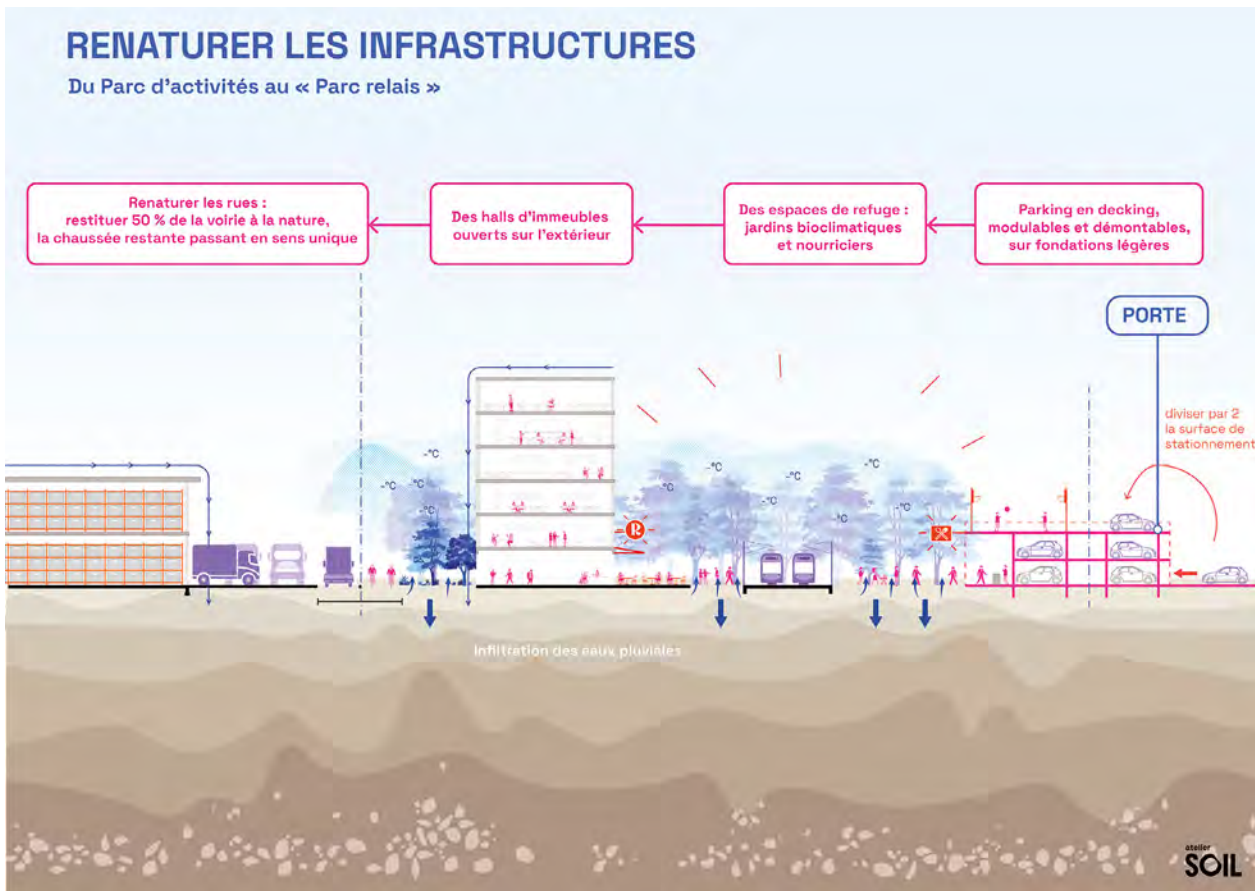 RENATURER LES INFRASTRUCTURES
Du Parc d'activités au « Parc relais »
Renaturer les rues :
restituer 50 % de la voirie à la nature,
la chaussée restante passant en sens unique
Des halls d'immeubles
ouverts sur l'extérieur
Des espaces de refuge :
jardins bioclimatiques
et nourriciers
Parking en decking,
modulables et démontables,
sur fondations légères
PORTE
diviser par 2
la surface de
stationnement
-°C
-°C
-°C
-°C
-°C
-°C
-°C
-°C
-°C
-°C
-°C
-°C
R
Infiltration des eaux pluviales
atelier
SOIL